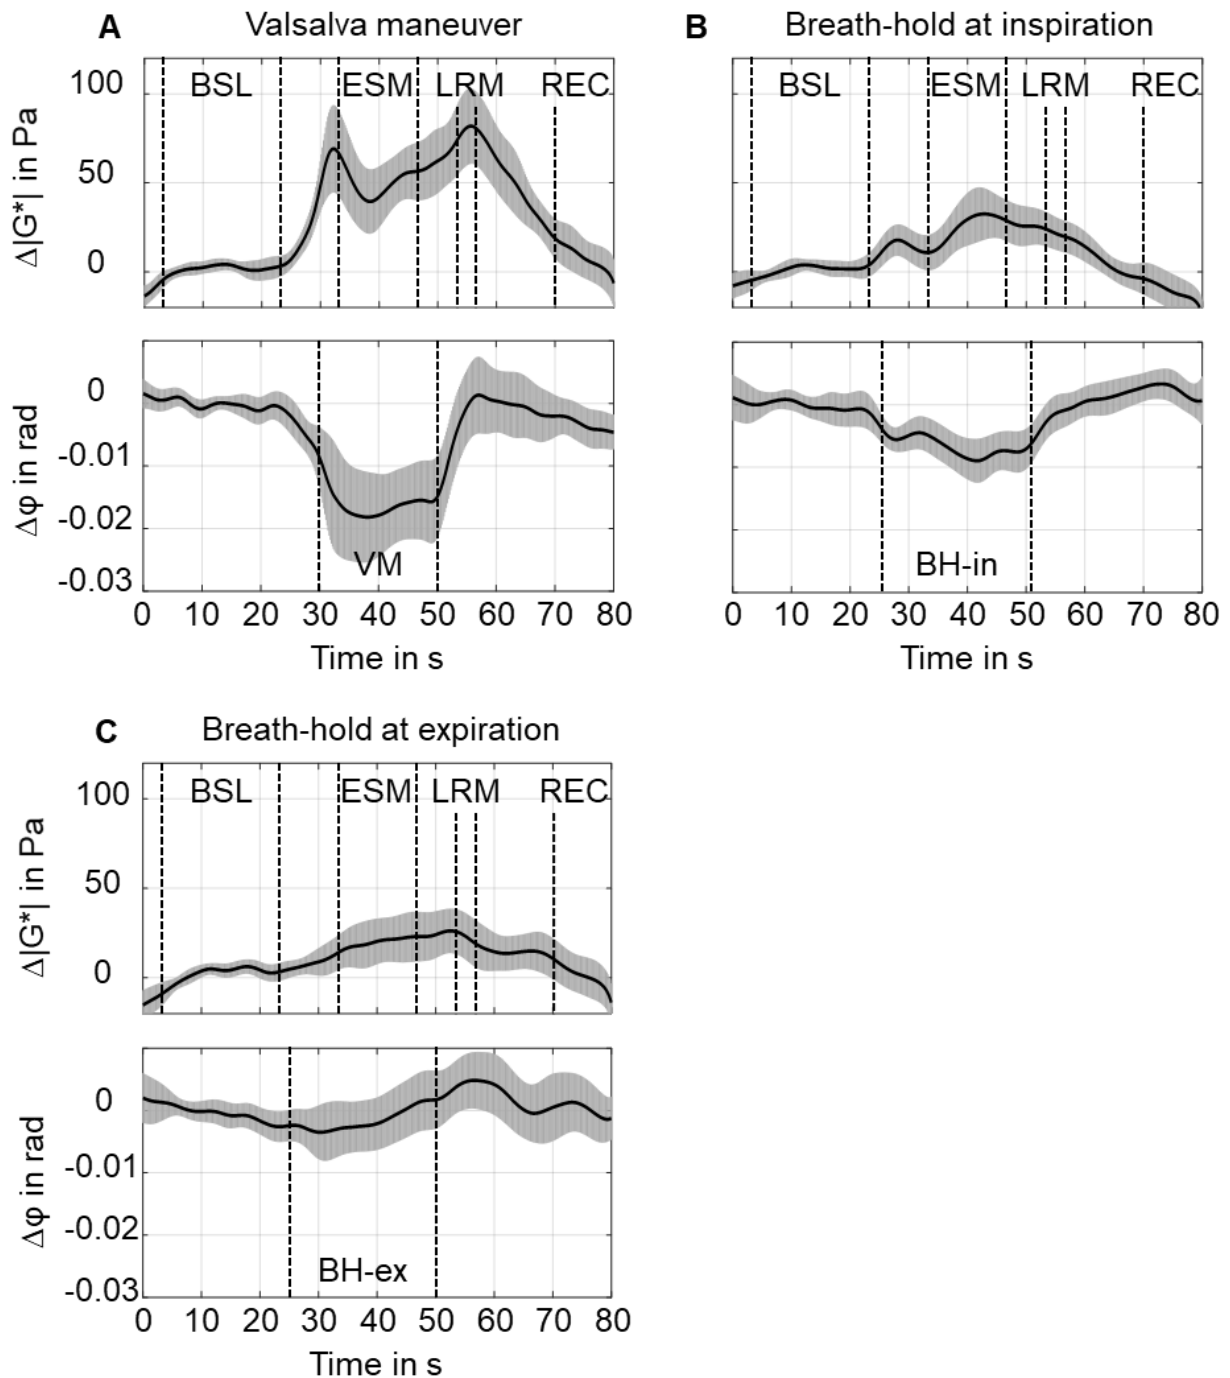 A Valsalva maneuver
Δ|G*| in Pa
100
50
0
BSL ESM LRM REC
Δφ in rad
0
-0.01
-0.02
-0.03
VM
0 10 20 30 40 50 60 70 80
Time in s
B Breath-hold at inspiration
BSL ESM LRM REC
BH-in
0 10 20 30 40 50 60 70 80
Time in s
C Breath-hold at expiration
Δ|G*| in Pa
100
50
0
BSL ESM LRM REC
Δφ in rad
0
-0.01
-0.02
-0.03
BH-ex
0 10 20 30 40 50 60 70 80
Time in s